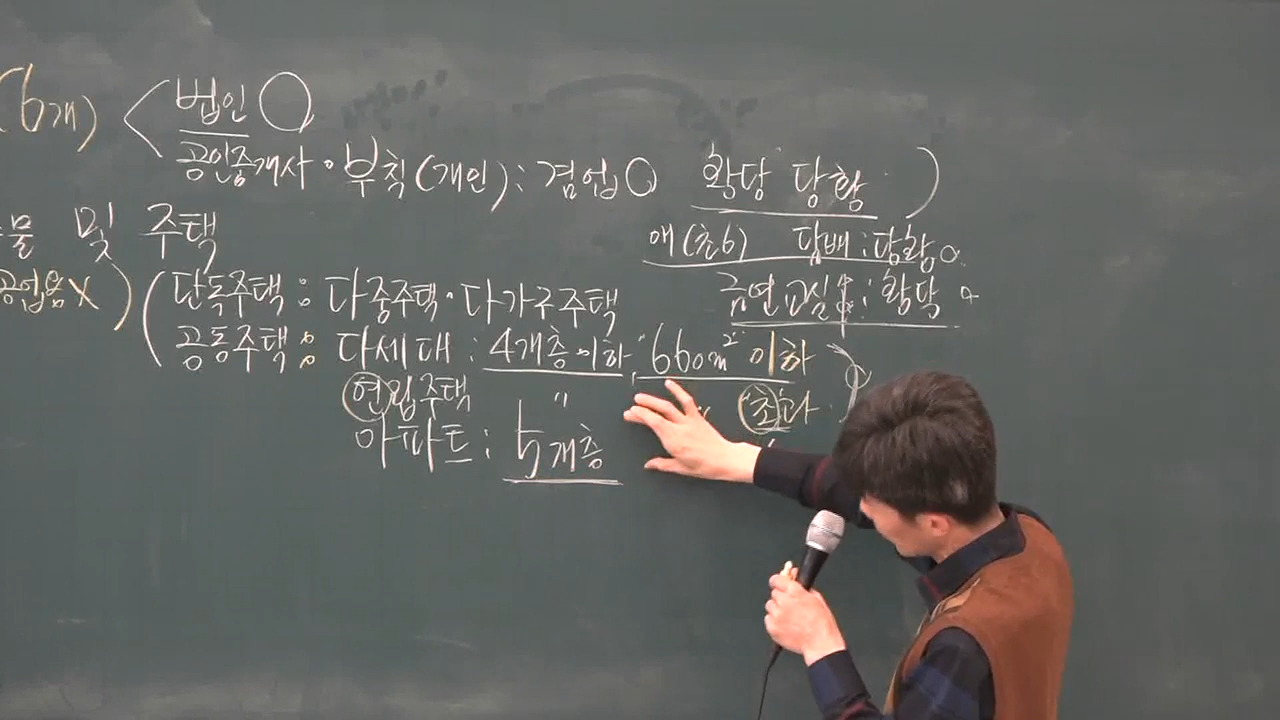 (6개) < 법인 ○
공인중개사·부칙(개인): 겸업○ 황당 당황 )
물 및 주택
애(초6) 담배: 당황 ○.
공업용X) (단독주택: 다중주택·다가구주택
금연교실 후: 황당
공동주택: 다세대: 4개층 이하, "660m²" 이하
연립주택 " " 초과
아파트: 5개층